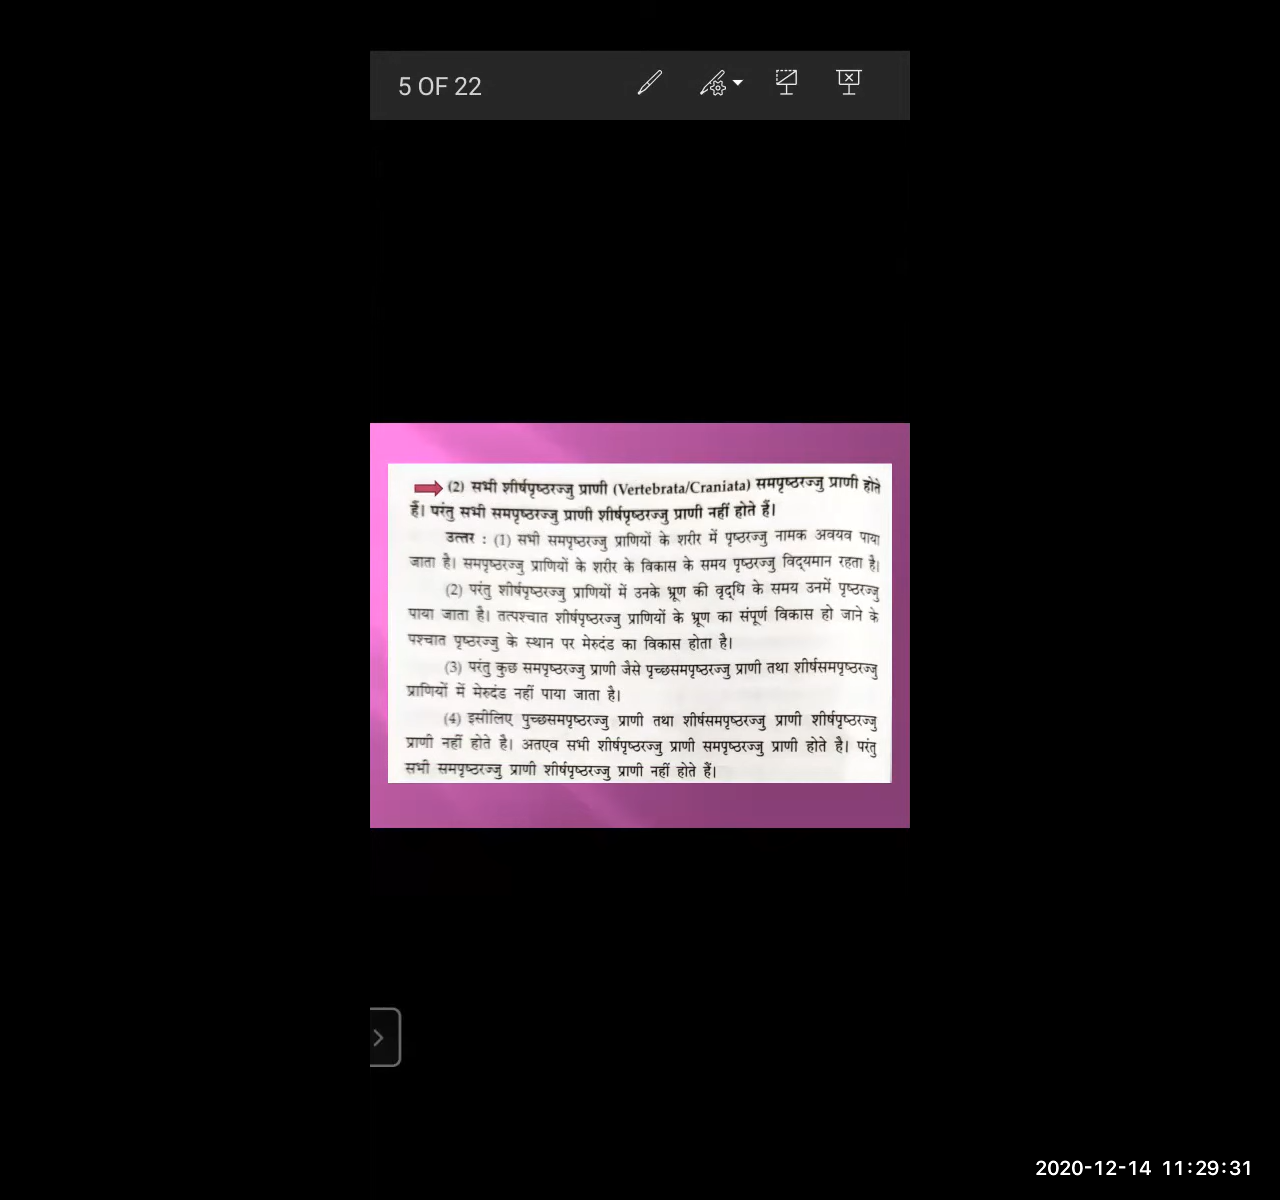 5 OF 22
(2) सभी शीर्षपृष्ठरज्जु प्राणी (Vertebrata/Craniata) समपृष्ठरज्जु प्राणी होते
हैं। परंतु सभी समपृष्ठरज्जु प्राणी शीर्षपृष्ठरज्जु प्राणी नहीं होते हैं।
उत्तर : (1) सभी समपृष्ठरज्जु प्राणियों के शरीर में पृष्ठरज्जु नामक अवयव पाया
जाता है। समपृष्ठरज्जु प्राणियों के शरीर के विकास के समय पृष्ठरज्जु विद्यमान रहता है।
(2) परंतु शीर्षपृष्ठरज्जु प्राणियों में उनके भ्रूण की वृद्धि के समय उनमें पृष्ठरज्जु
पाया जाता है। तत्पश्चात शीर्षपृष्ठरज्जु प्राणियों के भ्रूण का संपूर्ण विकास हो जाने के
पश्चात पृष्ठरज्जु के स्थान पर मेरुदंड का विकास होता है।
(3) परंतु कुछ समपृष्ठरज्जु प्राणी जैसे पृच्छसमपृष्ठरज्जु प्राणी तथा शीर्षसमपृष्ठरज्जु
प्राणियों में मेरुदंड नहीं पाया जाता है।
(4) इसीलिए पुच्छसमपृष्ठरज्जु प्राणी तथा शीर्षसमपृष्ठरज्जु प्राणी शीर्षपृष्ठरज्जु
प्राणी नहीं होते है। अतएव सभी शीर्षपृष्ठरज्जु प्राणी समपृष्ठरज्जु प्राणी होते है। परंतु
सभी समपृष्ठरज्जु प्राणी शीर्षपृष्ठरज्जु प्राणी नहीं होते हैं।
2020-12-14 11:29:31